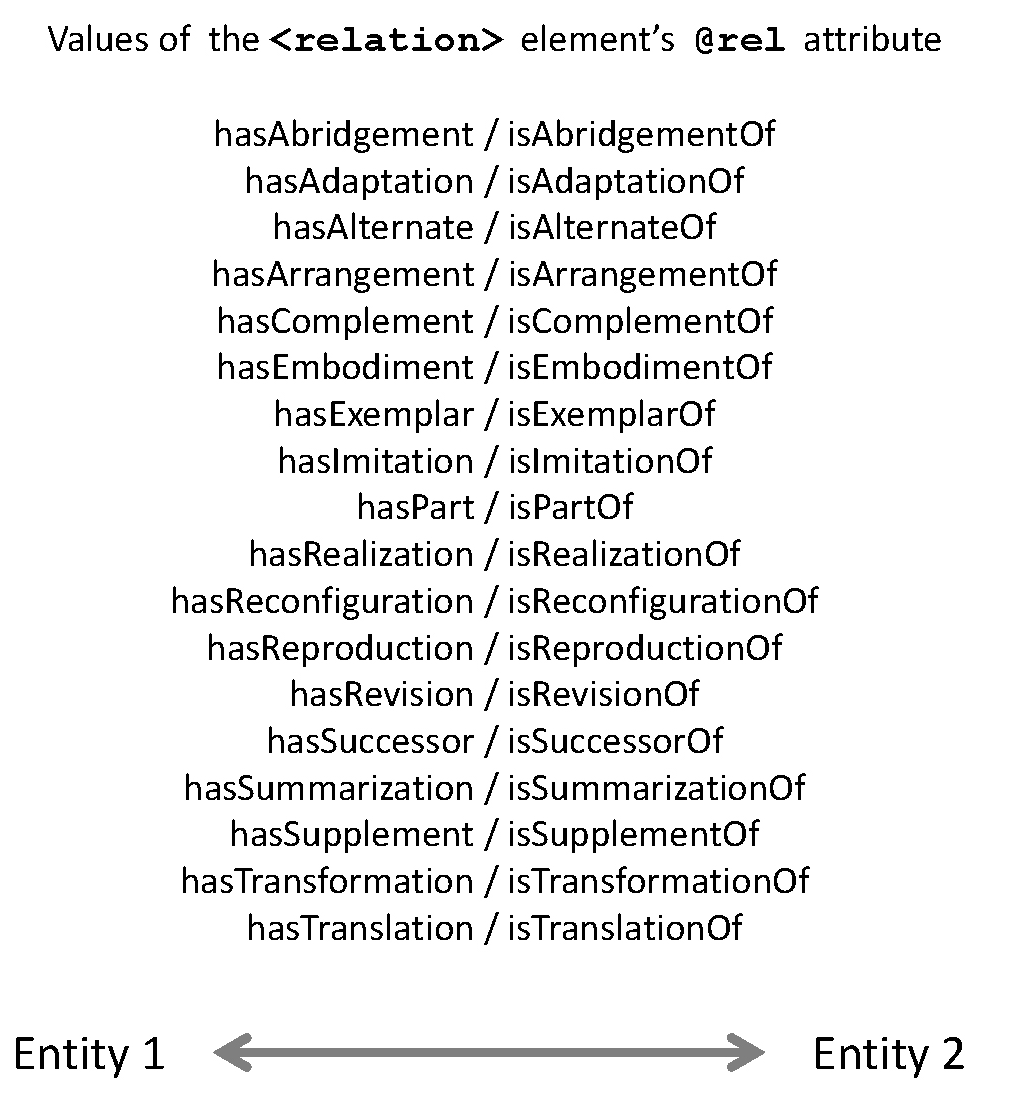 Values of the <relation> element’s @rel attribute
hasAbridgement / isAbridgementOf
hasAdaptation / isAdaptationOf
hasAlternate / isAlternateOf
hasArrangement / isArrangementOf
hasComplement / isComplementOf
hasEmbodiment / isEmbodimentOf
hasExemplar / isExemplarOf
hasImitation / isImitationOf
hasPart / isPartOf
hasRealization / isRealizationOf
hasReconfiguration / isReconfigurationOf
hasReproduction / isReproductionOf
hasRevision / isRevisionOf
hasSuccessor / isSuccessorOf
hasSummarization / isSummarizationOf
hasSupplement / isSupplementOf
hasTransformation / isTransformationOf
hasTranslation / isTranslationOf
Entity 1 Entity 2